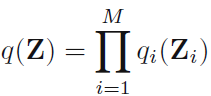 q(Z) = ∏_{i=1}^{M} q_i(Z_i)